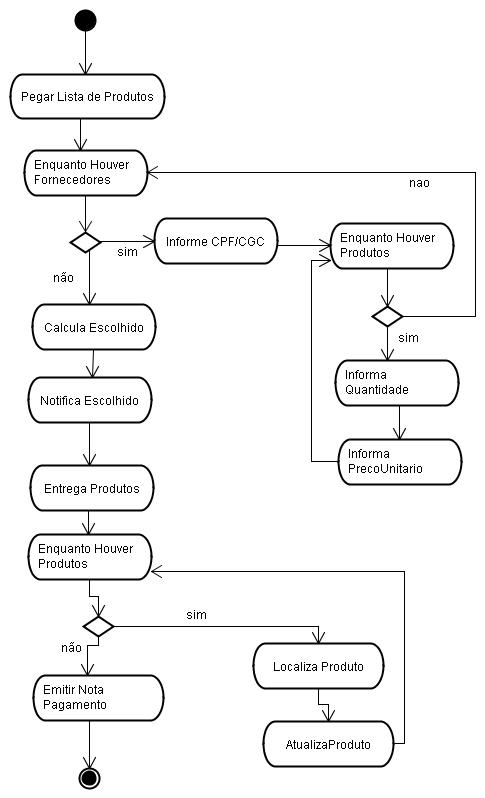 Pegar Lista de Produtos
Enquanto Houver
Fornecedores
nao
sim
Informe CPF/CGC
Enquanto Houver
Produtos
não
Calcula Escolhido
sim
Informa
Quantidade
Notifica Escolhido
Informa
PrecoUnitario
Entrega Produtos
Enquanto Houver
Produtos
sim
não
Localiza Produto
Emitir Nota
Pagamento
AtualizaProduto